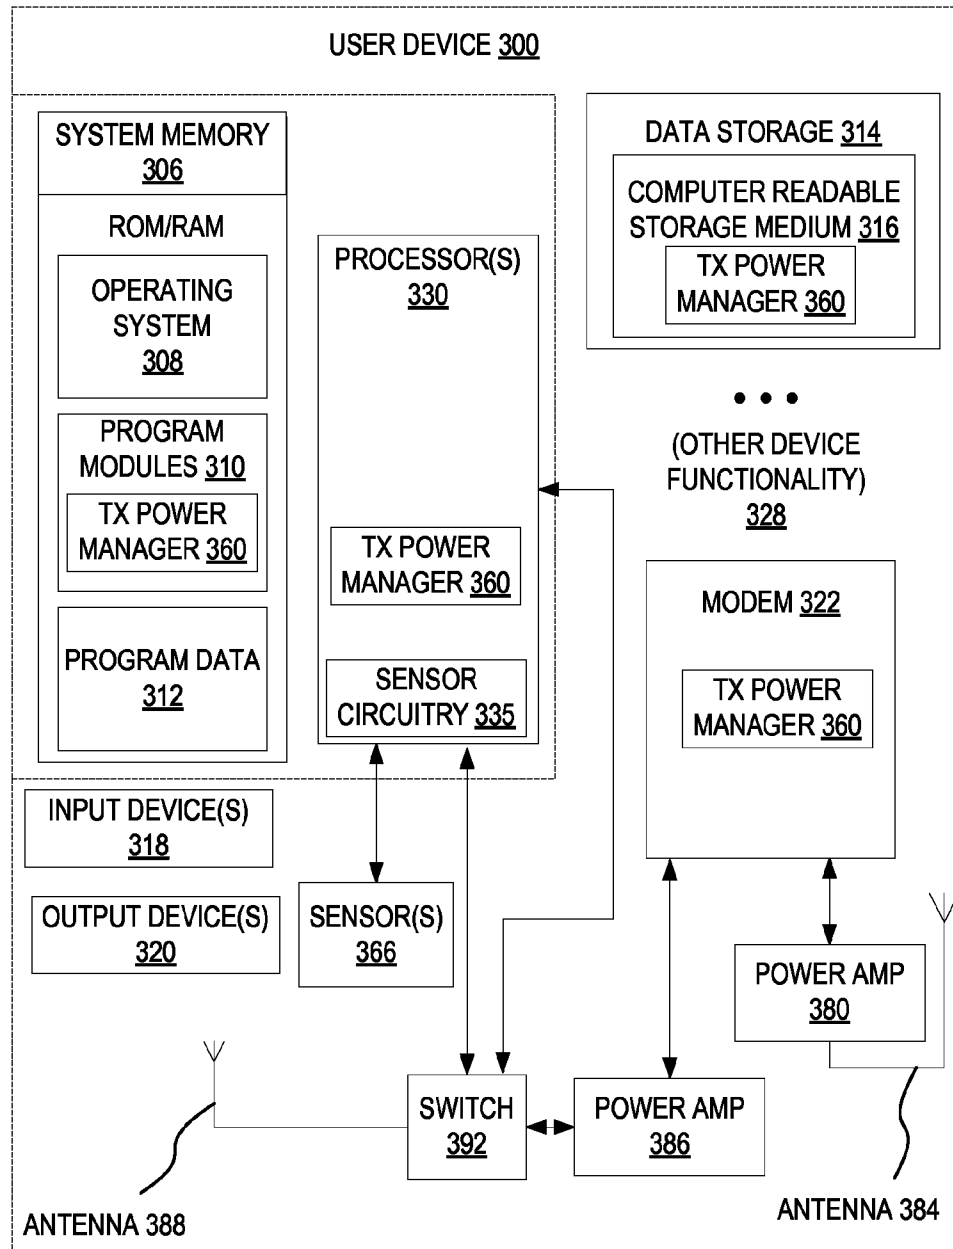 USER DEVICE 300
SYSTEM MEMORY
306
ROM/RAM
OPERATING
SYSTEM
308
PROGRAM
MODULES 310
TX POWER
MANAGER 360
PROGRAM DATA
312
PROCESSOR(S)
330
TX POWER
MANAGER 360
SENSOR
CIRCUITRY 335
DATA STORAGE 314
COMPUTER READABLE
STORAGE MEDIUM 316
TX POWER
MANAGER 360
(OTHER DEVICE
FUNCTIONALITY)
328
MODEM 322
TX POWER
MANAGER 360
INPUT DEVICE(S)
318
OUTPUT DEVICE(S)
320
SENSOR(S)
366
POWER AMP
380
SWITCH
392
POWER AMP
386
ANTENNA 388
ANTENNA 384